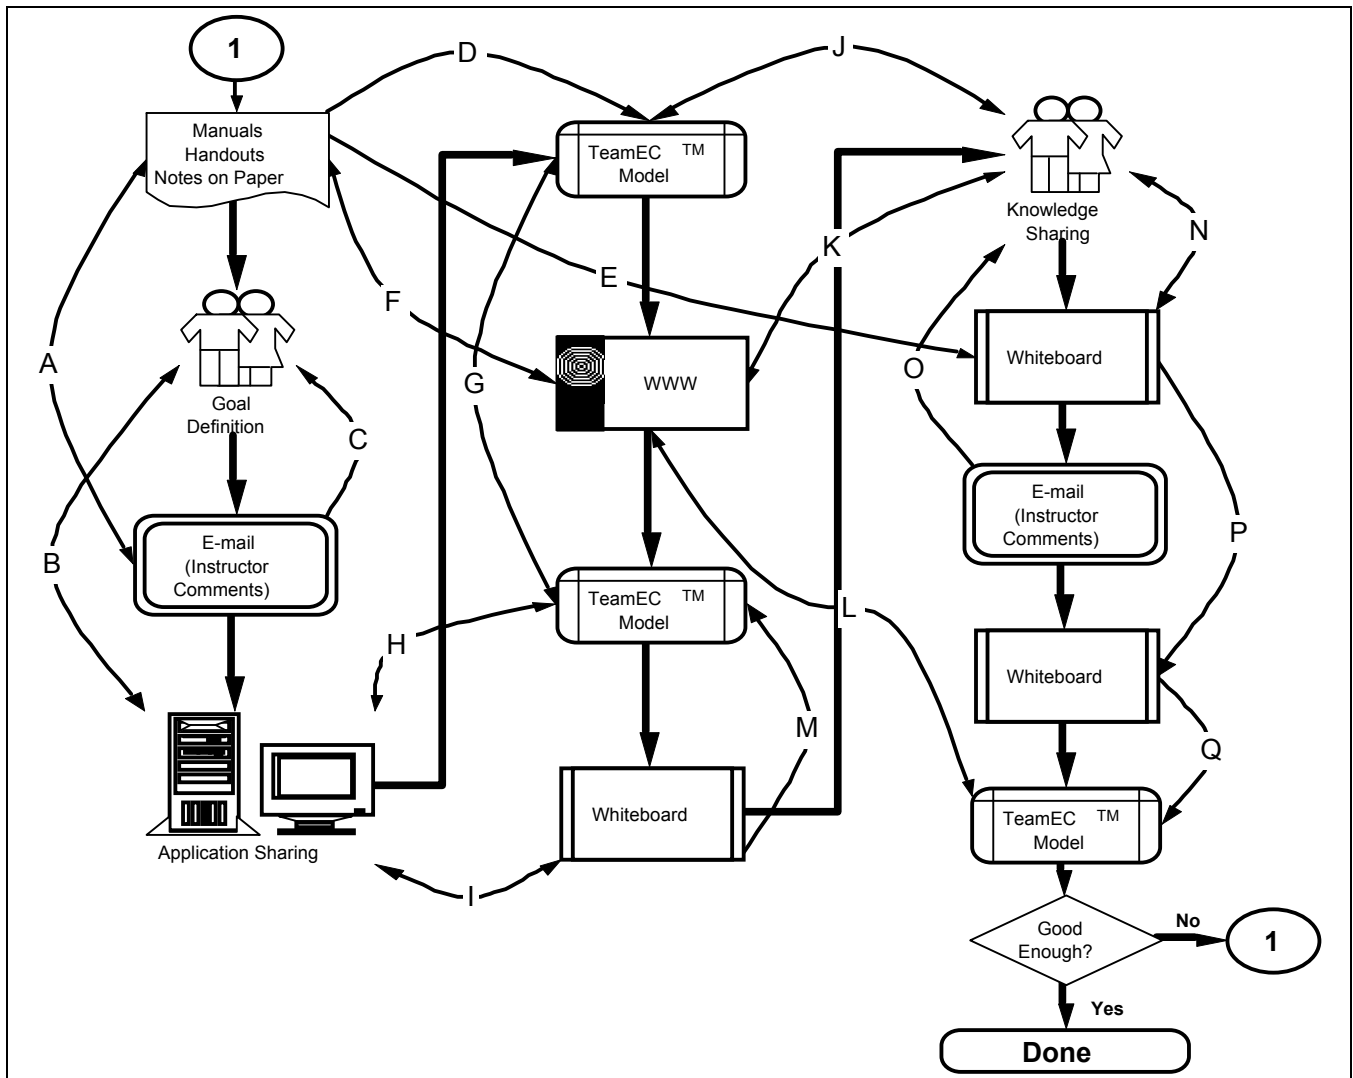 1
Manuals
Handouts
Notes on Paper
A
Goal
Definition
B
C
E-mail
(Instructor
Comments)
Application Sharing
D
E
F
G
H
I
TeamEC TM
Model
WWW
TeamEC TM
Model
Whiteboard
J
K
L
M
Knowledge
Sharing
N
O
Whiteboard
E-mail
(Instructor
Comments)
P
Whiteboard
Q
TeamEC TM
Model
Good
Enough?
No
1
Yes
Done